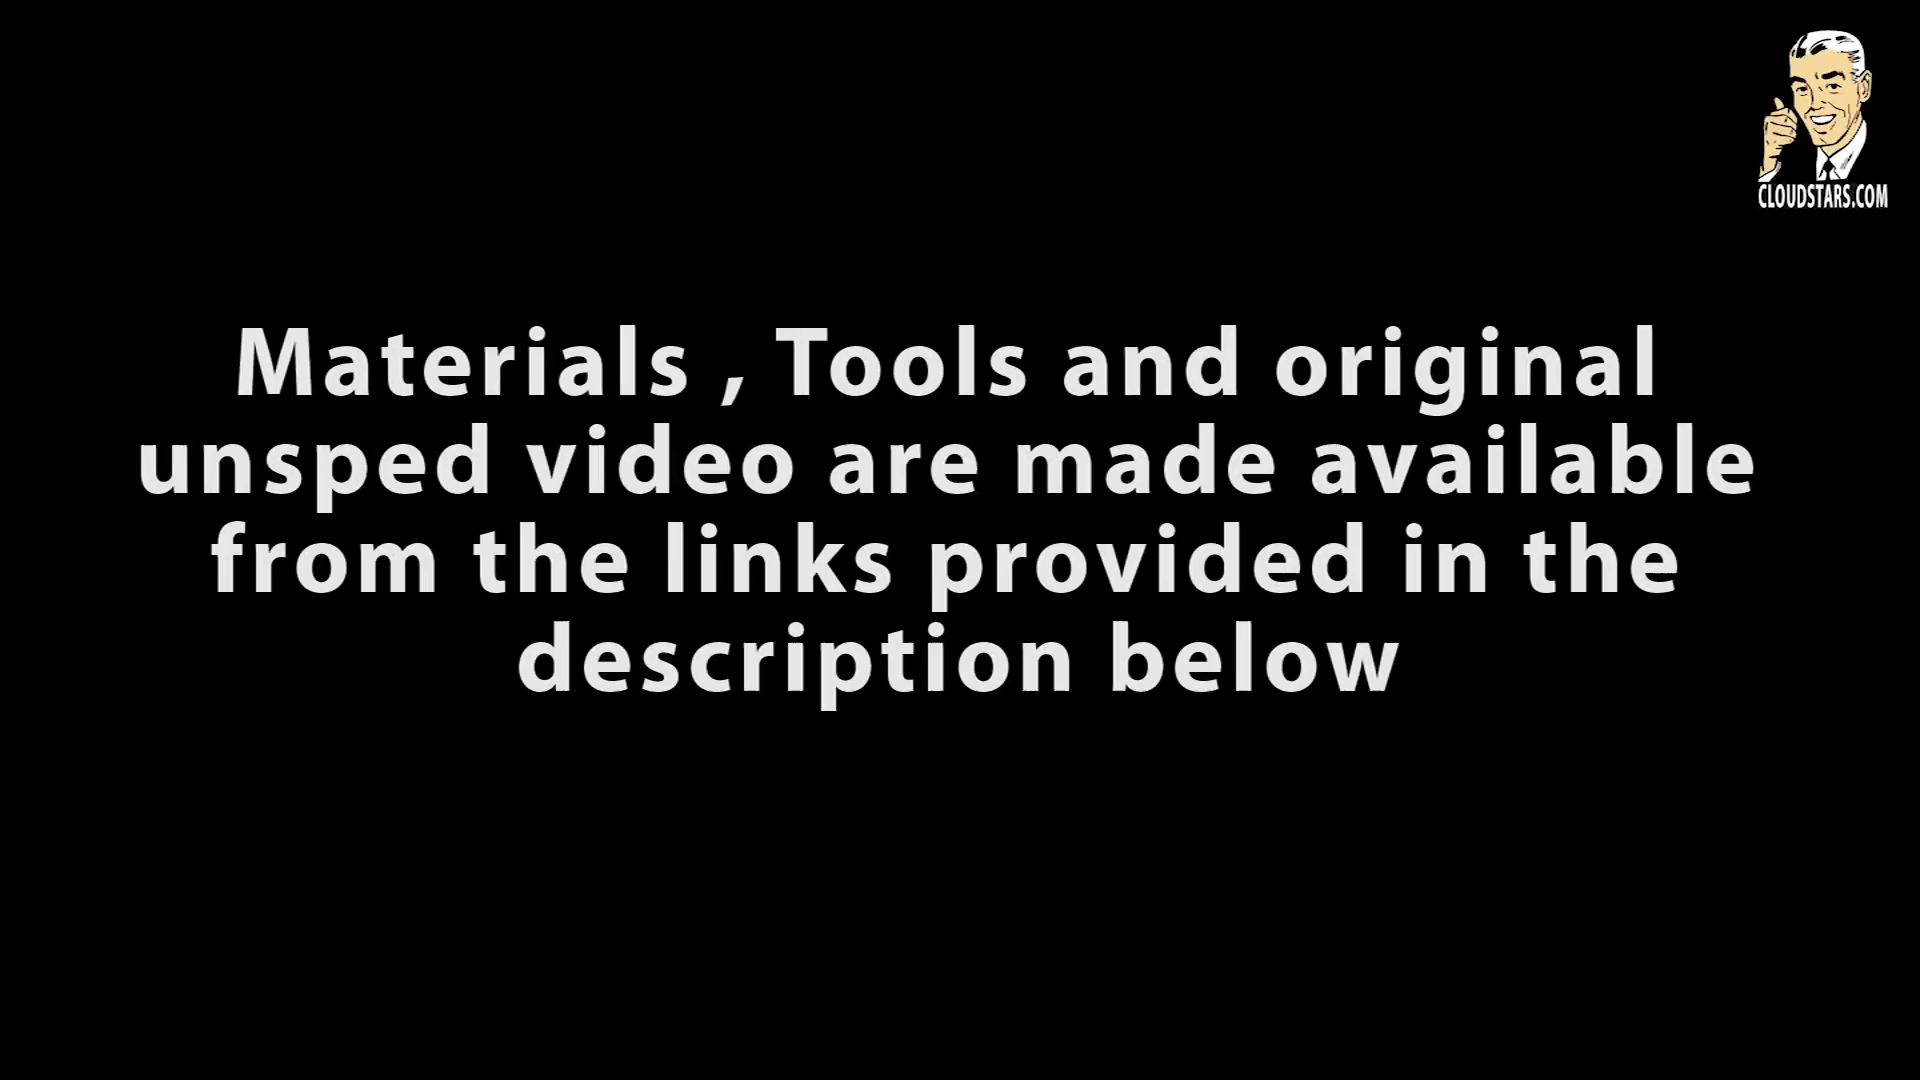 CLOUDSTARS.COM
Materials , Tools and original
unsped video are made available
from the links provided in the
description below